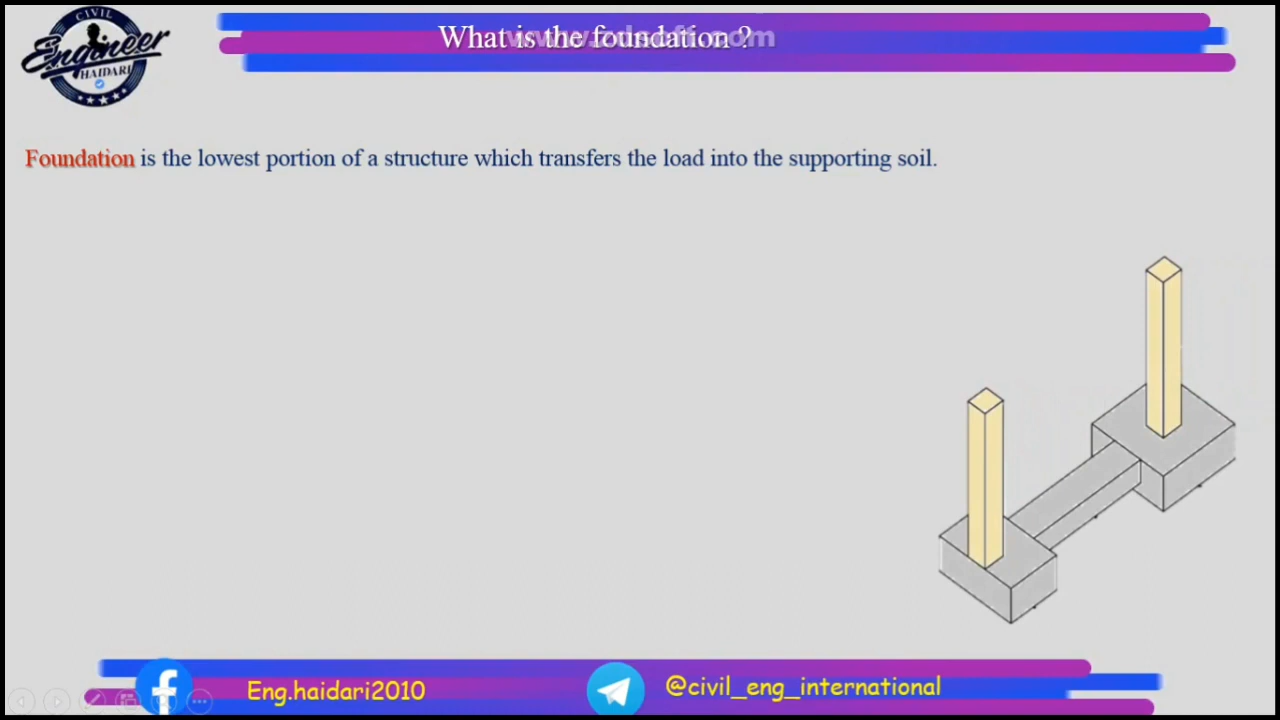 CIVIL
Engineer
HAIDARI
What is the foundation ?
Foundation is the lowest portion of a structure which transfers the load into the supporting soil.
Eng.haidari2010
@civil_eng_international